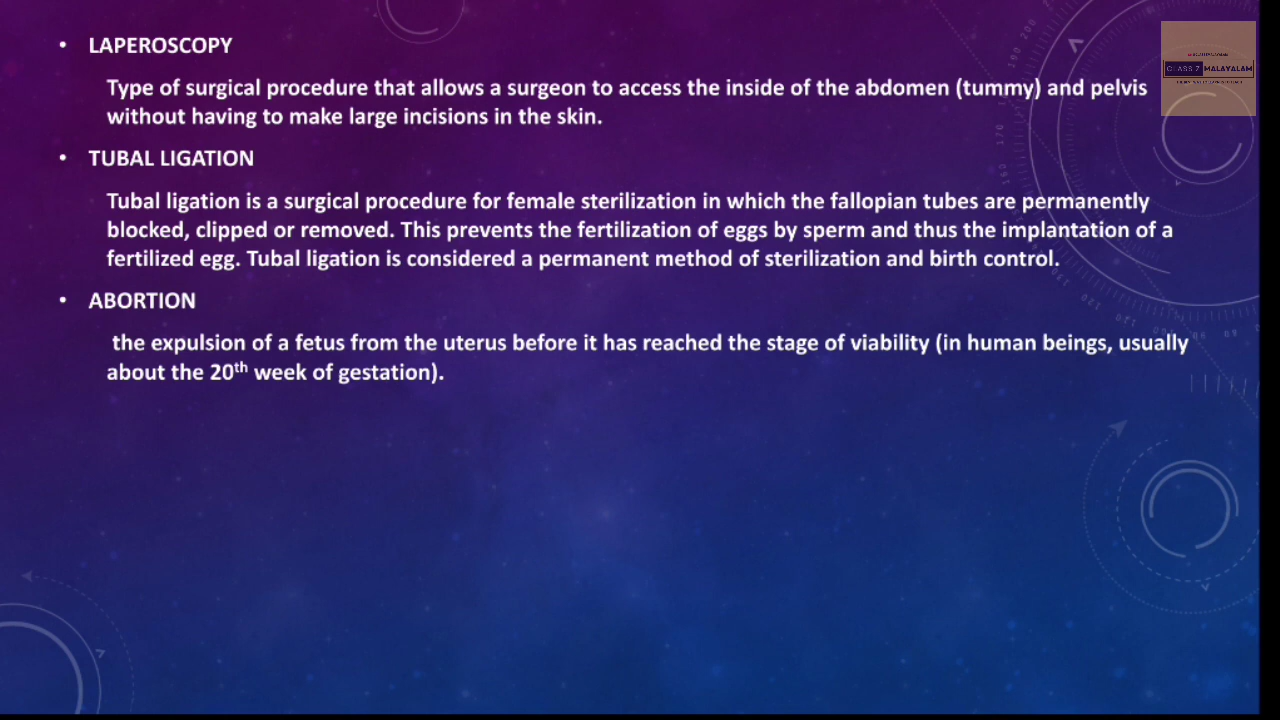 • LAPEROSCOPY
Type of surgical procedure that allows a surgeon to access the inside of the abdomen (tummy) and pelvis
without having to make large incisions in the skin.
• TUBAL LIGATION
Tubal ligation is a surgical procedure for female sterilization in which the fallopian tubes are permanently
blocked, clipped or removed. This prevents the fertilization of eggs by sperm and thus the implantation of a
fertilized egg. Tubal ligation is considered a permanent method of sterilization and birth control.
• ABORTION
the expulsion of a fetus from the uterus before it has reached the stage of viability (in human beings, usually
about the 20th week of gestation).
CLASS 7 MALAYALAM